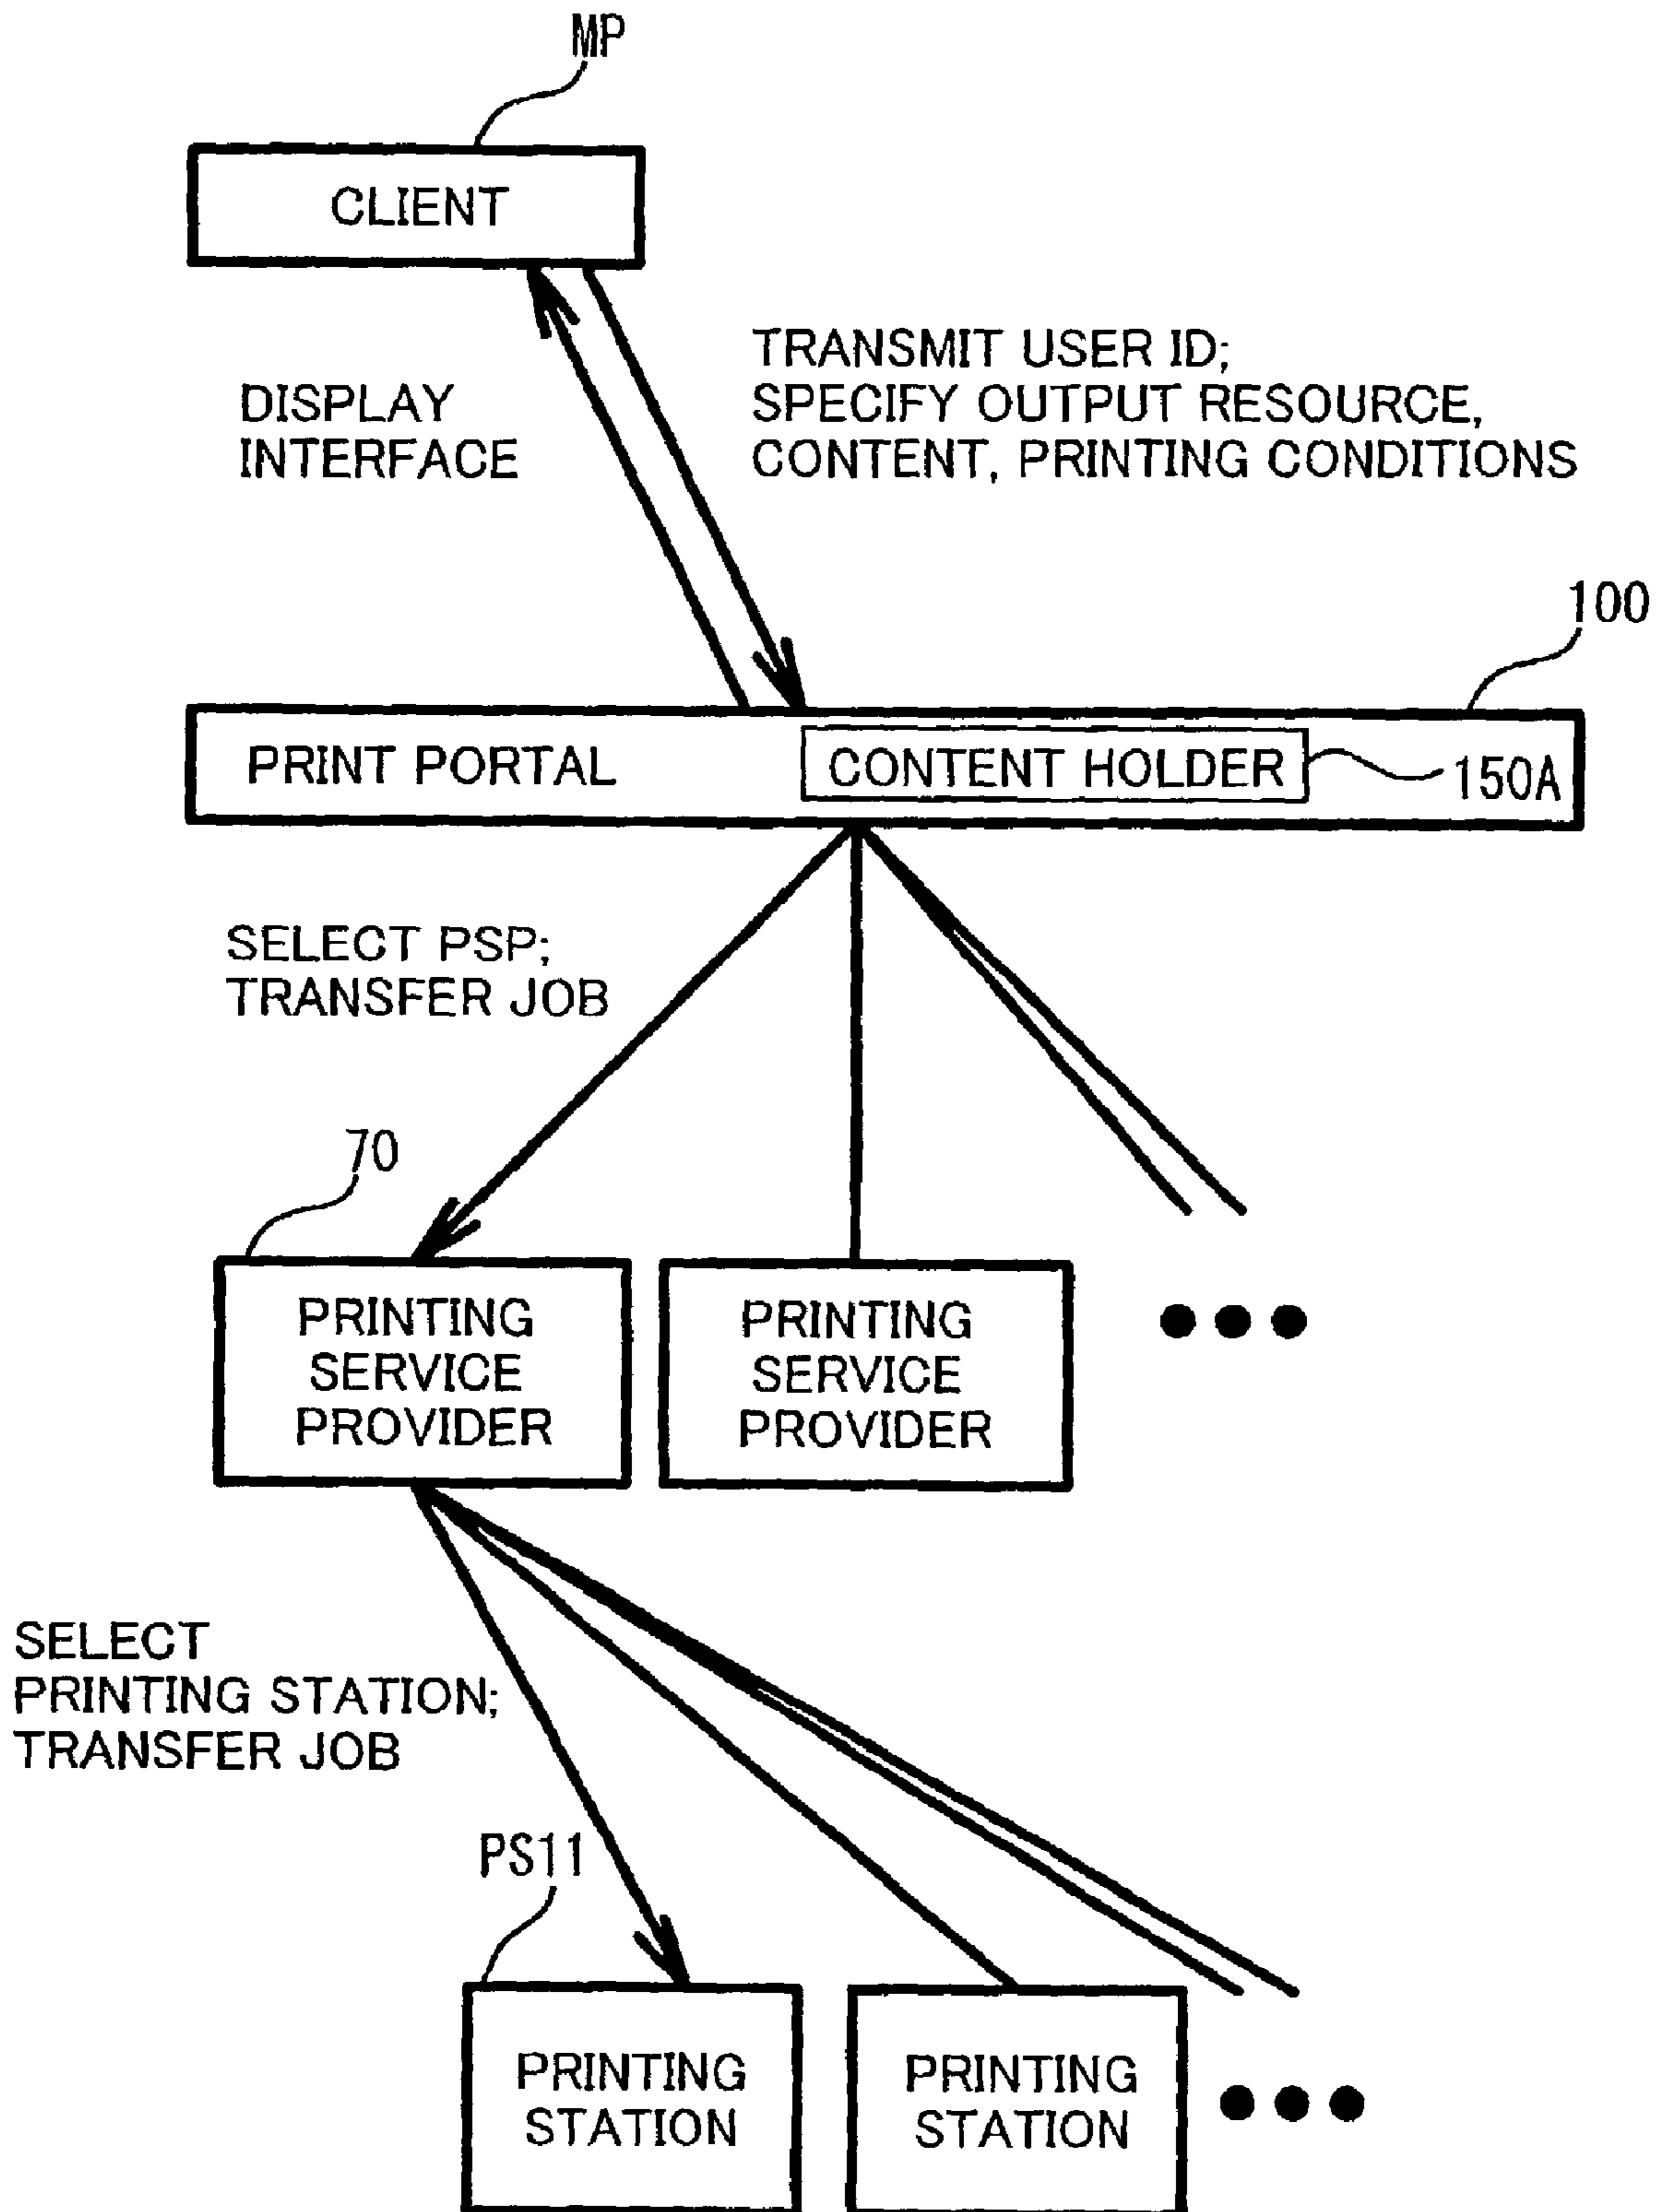 MP
CLIENT
DISPLAY
INTERFACE
TRANSMIT USER ID;
SPECIFY OUTPUT RESOURCE,
CONTENT, PRINTING CONDITIONS
100
PRINT PORTAL
CONTENT HOLDER
150A
SELECT PSP;
TRANSFER JOB
70
PRINTING
SERVICE
PROVIDER
PRINTING
SERVICE
PROVIDER
SELECT
PRINTING STATION;
TRANSFER JOB
PS11
PRINTING
STATION
PRINTING
STATION